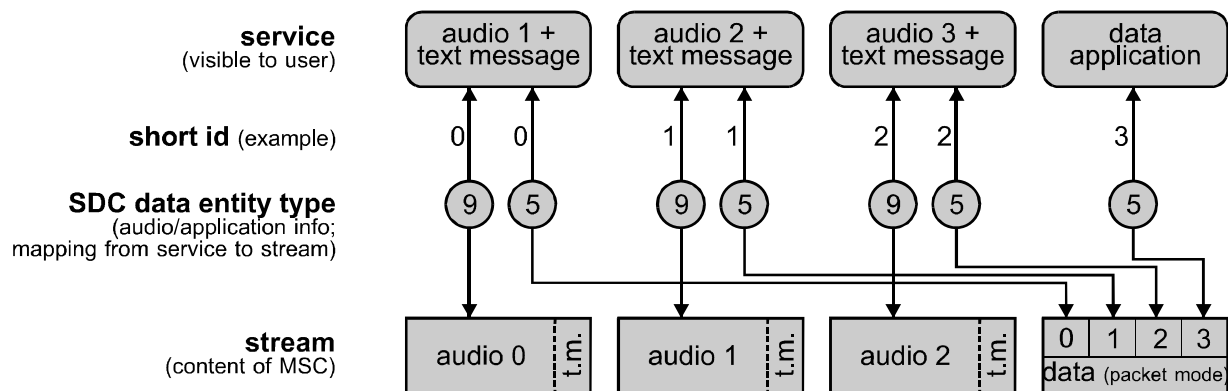 service
(visible to user)
audio 1 +
text message
audio 2 +
text message
audio 3 +
text message
data
application
short id (example)
0 0 1 1 2 2 3
SDC data entity type
(audio/application info;
mapping from service to stream)
9 5 9 5 9 5 5
stream
(content of MSC)
audio 0 t.m. audio 1 t.m. audio 2 t.m.
0 1 2 3
data (packet mode)